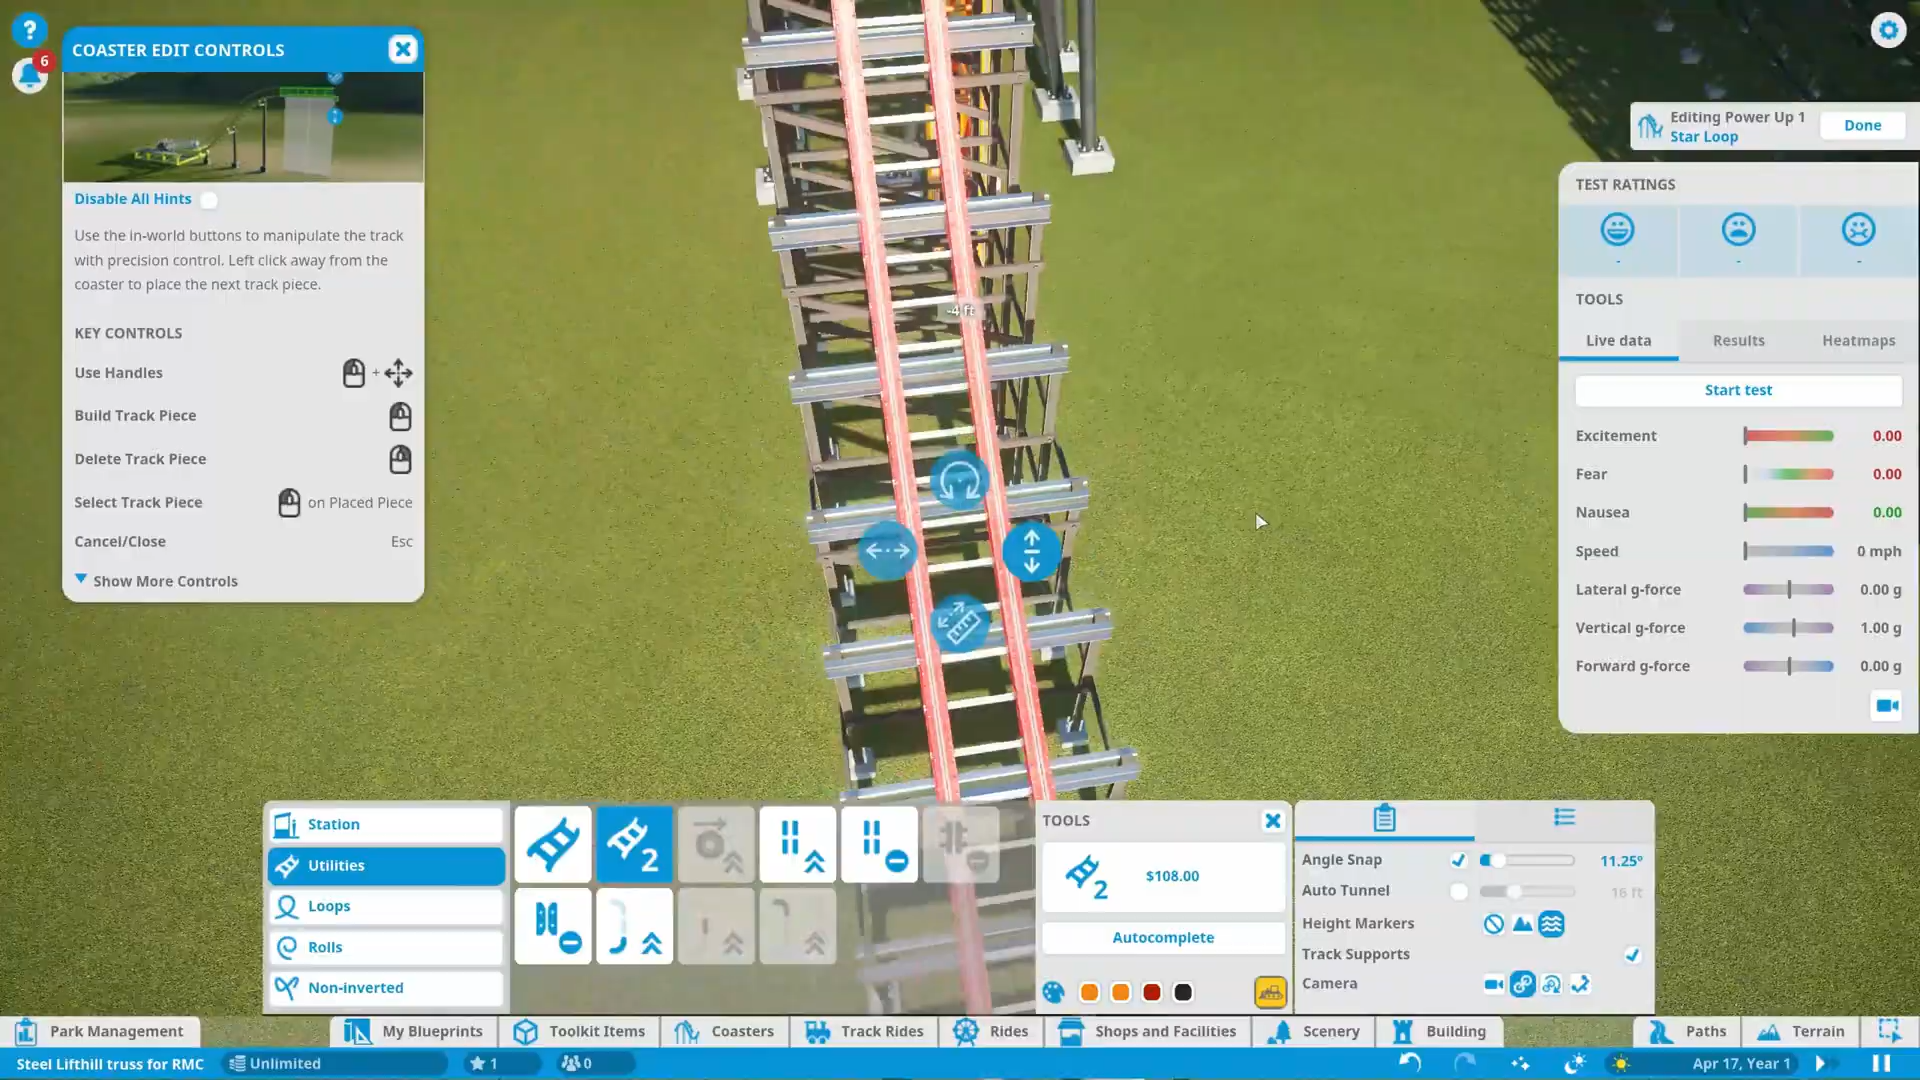 ?
6
COASTER EDIT CONTROLS
Disable All Hints
Use the in-world buttons to manipulate the track
with precision control. Left click away from the
coaster to place the next track piece.
KEY CONTROLS
Use Handles
+
Build Track Piece
Delete Track Piece
Select Track Piece on Placed Piece
Cancel/Close Esc
Show More Controls
-4 ft
Editing Power Up 1
Star Loop
Done
TEST RATINGS
- - -
TOOLS
Live data Results Heatmaps
Start test
Excitement 0.00
Fear 0.00
Nausea 0.00
Speed 0 mph
Lateral g-force 0.00 g
Vertical g-force 1.00 g
Forward g-force 0.00 g
Station
Utilities
Loops
Rolls
Non-inverted
2
TOOLS
2 $108.00
Autocomplete
Angle Snap 11.25°
Auto Tunnel 16 ft
Height Markers
Track Supports
Camera
Park Management My Blueprints Toolkit Items Coasters Track Rides Rides Shops and Facilities Scenery Building Paths Terrain
Steel Lifthill truss for RMC Unlimited 1 0 Apr 17, Year 1